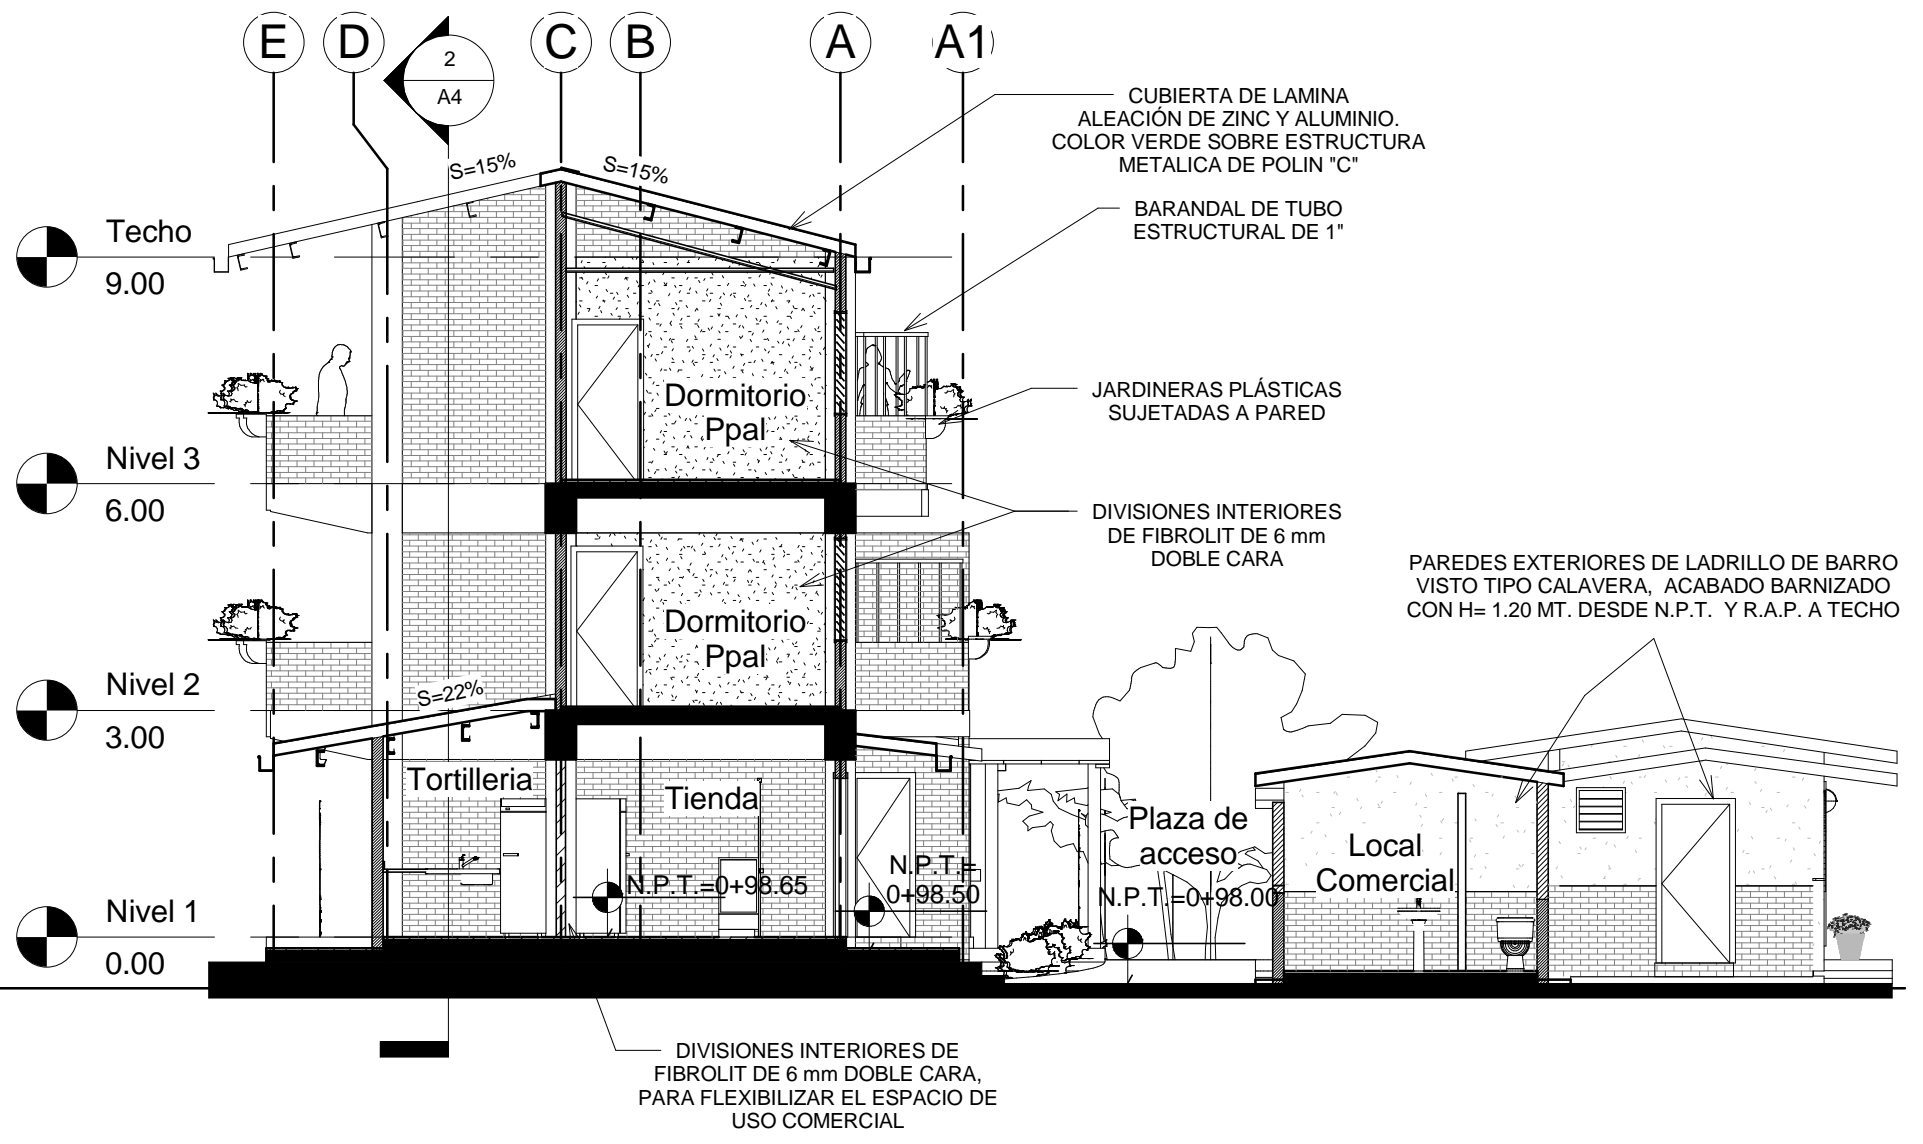 E
D
C
B
A
A1
2
A4
S=15%
S=15%
CUBIERTA DE LAMINA
ALEACIÓN DE ZINC Y ALUMINIO.
COLOR VERDE SOBRE ESTRUCTURA
METALICA DE POLIN "C"
BARANDAL DE TUBO
ESTRUCTURAL DE 1"
Techo
9.00
JARDINERAS PLÁSTICAS
SUJETADAS A PARED
Dormitorio
Ppal
Nivel 3
6.00
DIVISIONES INTERIORES
DE FIBROLIT DE 6 mm
DOBLE CARA
PAREDES EXTERIORES DE LADRILLO DE BARRO
VISTO TIPO CALAVERA, ACABADO BARNIZADO
CON H= 1.20 MT. DESDE N.P.T. Y R.A.P. A TECHO
Dormitorio
Ppal
Nivel 2
3.00
S=22%
Tortilleria
Tienda
Plaza de
acceso
Local
Comercial
N.P.T.=0+98.65
N.P.T.=
0+98.50
N.P.T.=0+98.00
Nivel 1
0.00
DIVISIONES INTERIORES DE
FIBROLIT DE 6 mm DOBLE CARA,
PARA FLEXIBILIZAR EL ESPACIO DE
USO COMERCIAL